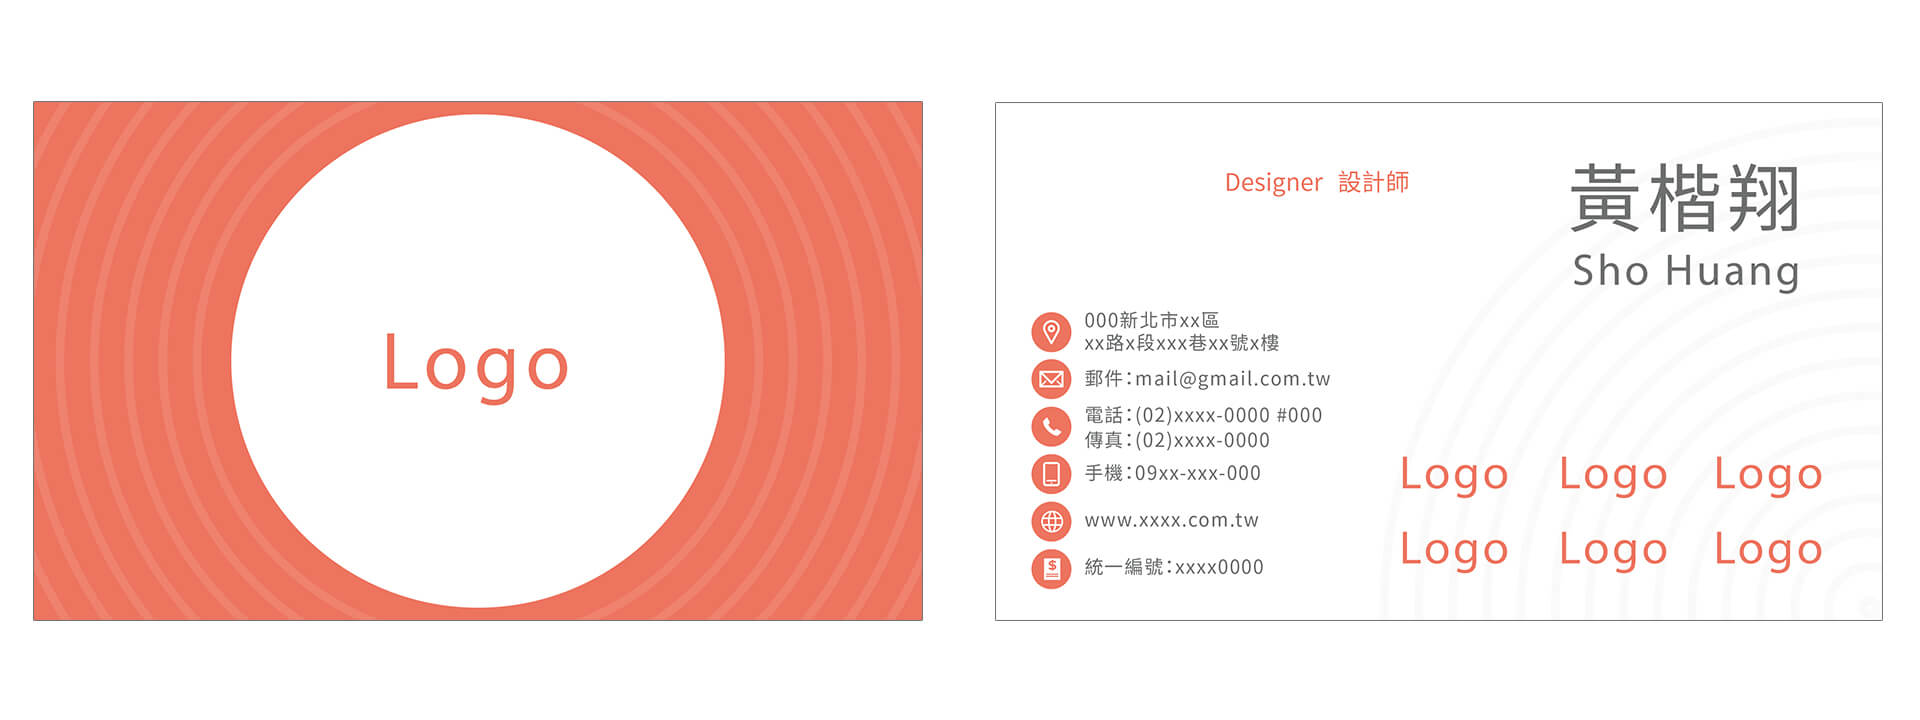 Logo
Designer 設計師
黃楷翔
Sho Huang
000新北市xx區
xx路x段xxx巷xx號x樓
郵件:mail@gmail.com.tw
電話:(02)xxxx-0000 #000
傳真:(02)xxxx-0000
手機:09xx-xxx-000
www.xxxx.com.tw
統一編號:xxxx0000
Logo Logo Logo
Logo Logo Logo